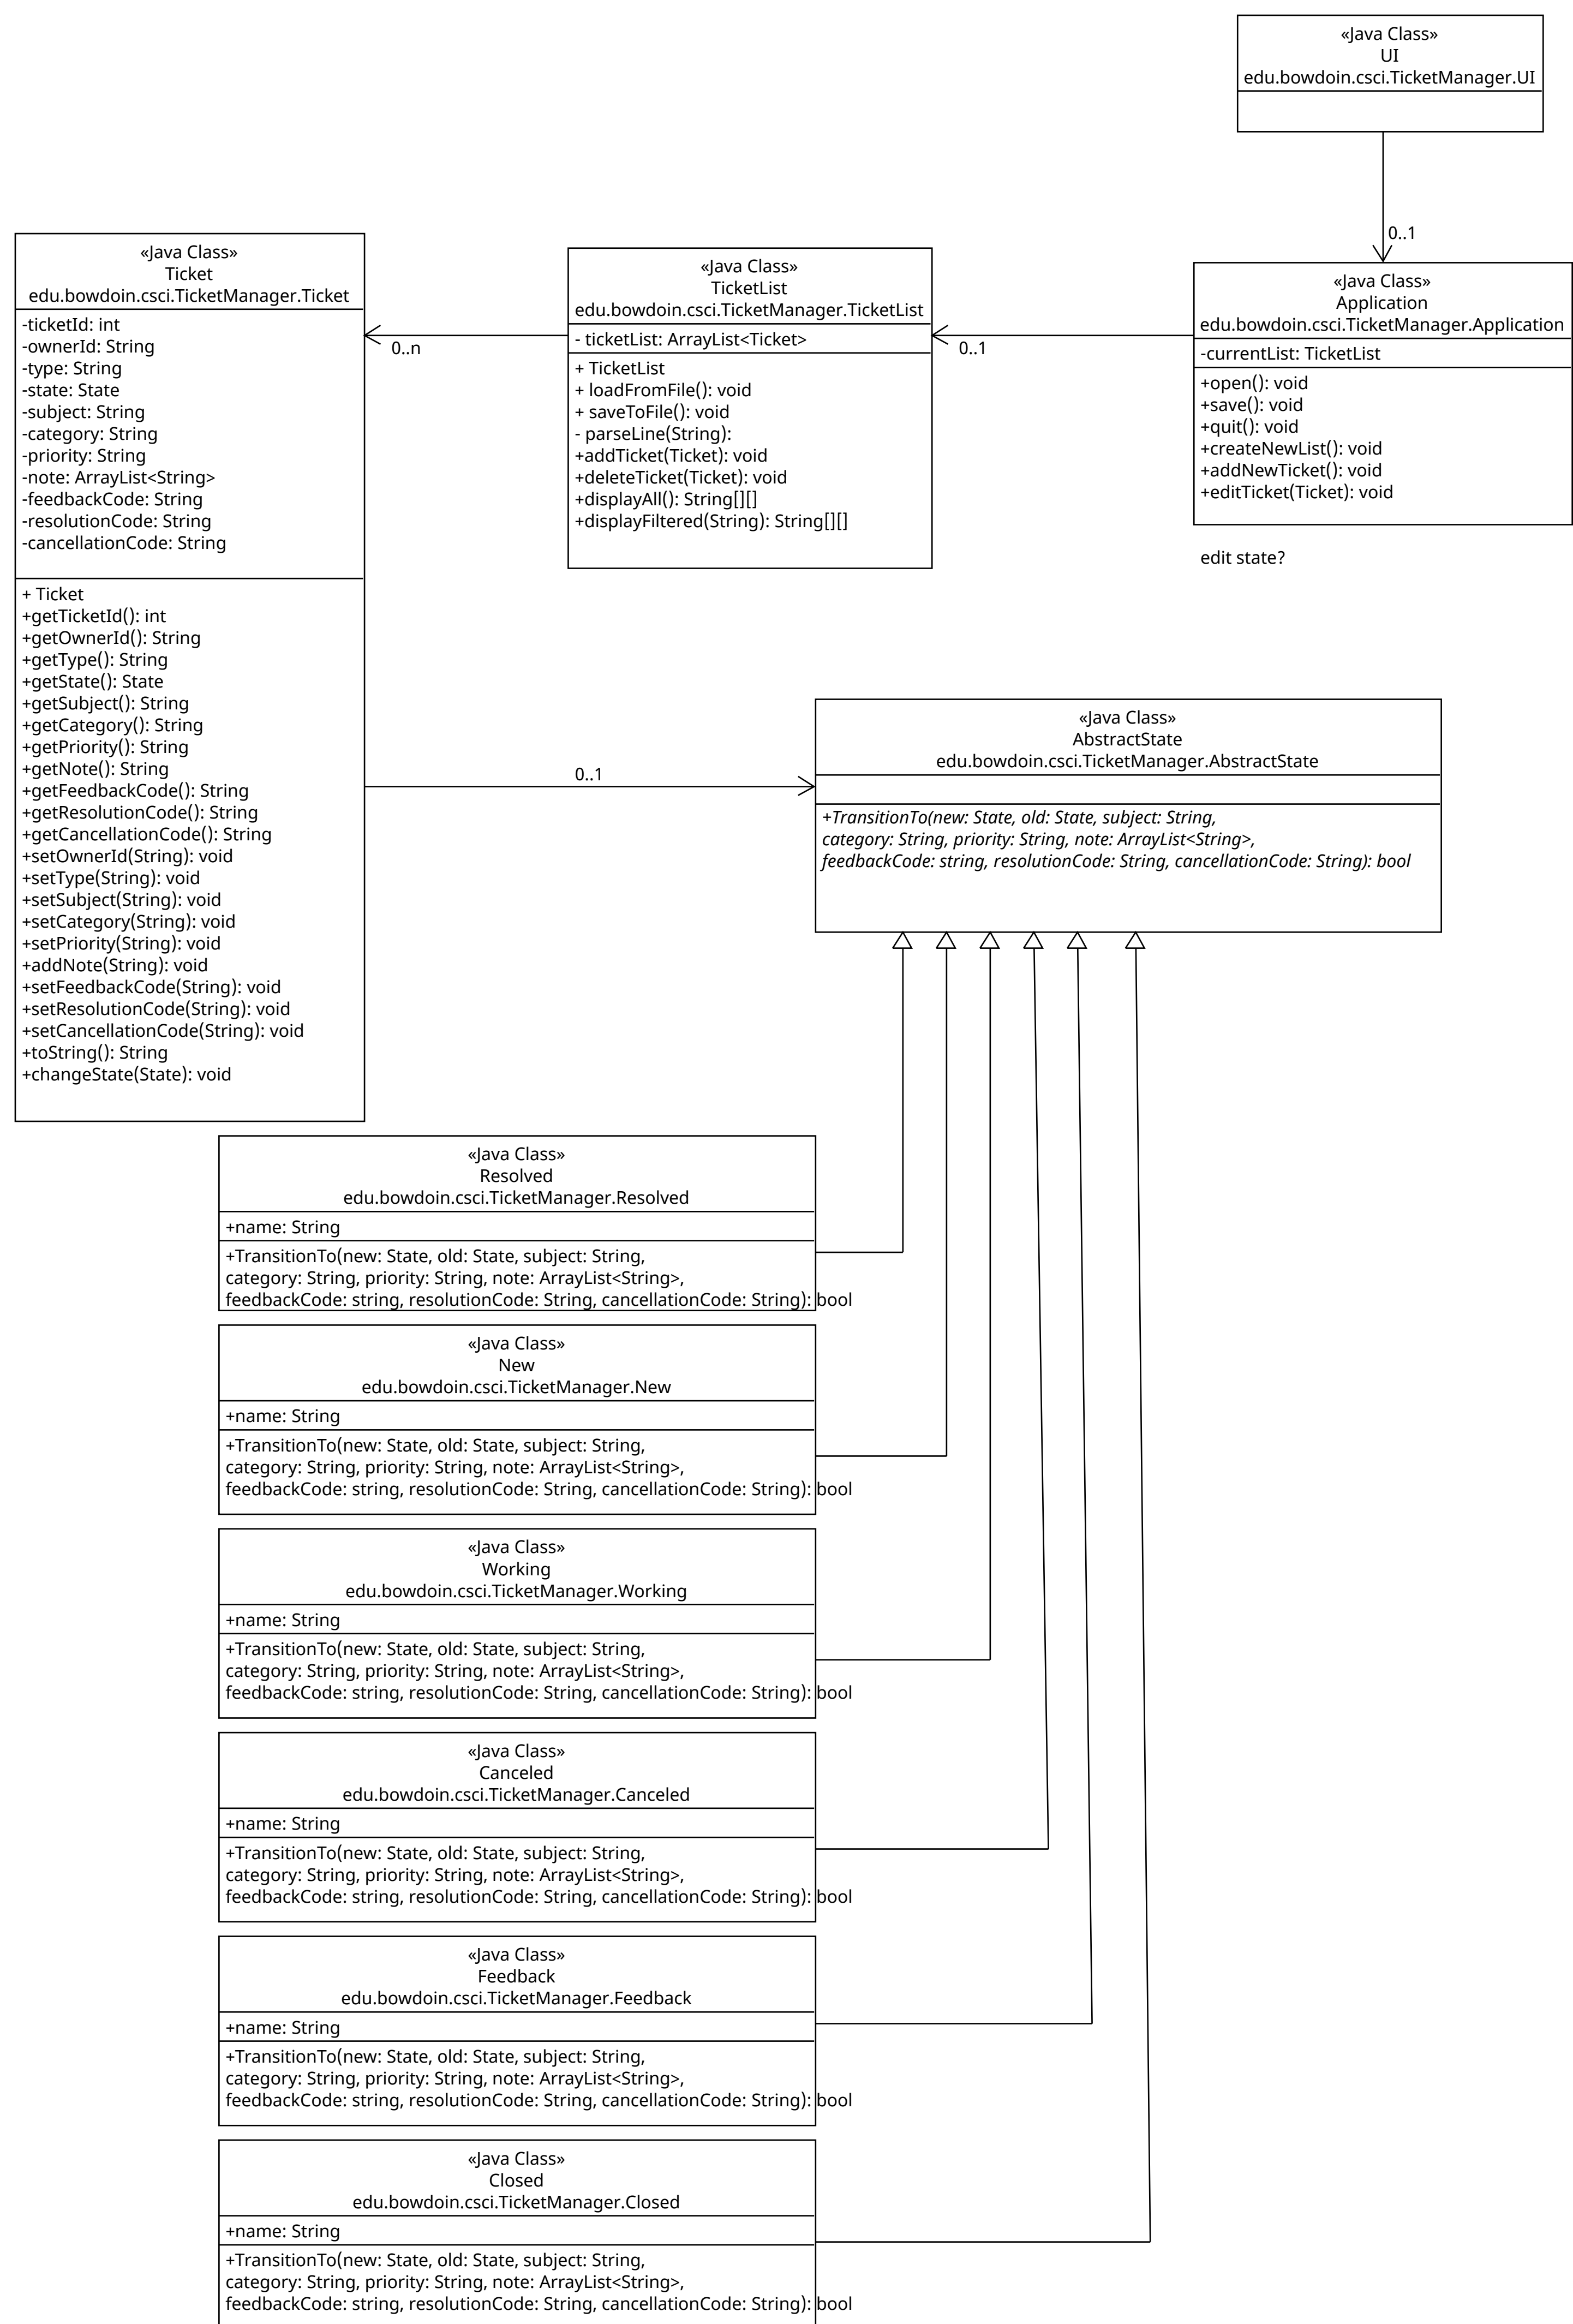 «Java Class»
UI
edu.bowdoin.csci.TicketManager.UI
0..1
«Java Class»
Ticket
edu.bowdoin.csci.TicketManager.Ticket
-ticketId: int
-ownerId: String
-type: String
-state: State
-subject: String
-category: String
-priority: String
-note: ArrayList<String>
-feedbackCode: String
-resolutionCode: String
-cancellationCode: String
+ Ticket
+getTicketId(): int
+getOwnerId(): String
+getType(): String
+getState(): State
+getSubject(): String
+getCategory(): String
+getPriority(): String
+getNote(): String
+getFeedbackCode(): String
+getResolutionCode(): String
+getCancellationCode(): String
+setOwnerId(String): void
+setType(String): void
+setSubject(String): void
+setCategory(String): void
+setPriority(String): void
+addNote(String): void
+setFeedbackCode(String): void
+setResolutionCode(String): void
+setCancellationCode(String): void
+toString(): String
+changeState(State): void
0..n
«Java Class»
TicketList
edu.bowdoin.csci.TicketManager.TicketList
- ticketList: ArrayList<Ticket>
+ TicketList
+ loadFromFile(): void
+ saveToFile(): void
- parseLine(String):
+addTicket(Ticket): void
+deleteTicket(Ticket): void
+displayAll(): String[][]
+displayFiltered(String): String[][]
0..1
«Java Class»
Application
edu.bowdoin.csci.TicketManager.Application
-currentList: TicketList
+open(): void
+save(): void
+quit(): void
+createNewList(): void
+addNewTicket(): void
+editTicket(Ticket): void
edit state?
0..1
«Java Class»
AbstractState
edu.bowdoin.csci.TicketManager.AbstractState
+TransitionTo(new: State, old: State, subject: String,
category: String, priority: String, note: ArrayList<String>,
feedbackCode: string, resolutionCode: String, cancellationCode: String): bool
«Java Class»
Resolved
edu.bowdoin.csci.TicketManager.Resolved
+name: String
+TransitionTo(new: State, old: State, subject: String,
category: String, priority: String, note: ArrayList<String>,
feedbackCode: string, resolutionCode: String, cancellationCode: String): bool
«Java Class»
New
edu.bowdoin.csci.TicketManager.New
+name: String
+TransitionTo(new: State, old: State, subject: String,
category: String, priority: String, note: ArrayList<String>,
feedbackCode: string, resolutionCode: String, cancellationCode: String): bool
«Java Class»
Working
edu.bowdoin.csci.TicketManager.Working
+name: String
+TransitionTo(new: State, old: State, subject: String,
category: String, priority: String, note: ArrayList<String>,
feedbackCode: string, resolutionCode: String, cancellationCode: String): bool
«Java Class»
Canceled
edu.bowdoin.csci.TicketManager.Canceled
+name: String
+TransitionTo(new: State, old: State, subject: String,
category: String, priority: String, note: ArrayList<String>,
feedbackCode: string, resolutionCode: String, cancellationCode: String): bool
«Java Class»
Feedback
edu.bowdoin.csci.TicketManager.Feedback
+name: String
+TransitionTo(new: State, old: State, subject: String,
category: String, priority: String, note: ArrayList<String>,
feedbackCode: string, resolutionCode: String, cancellationCode: String): bool
«Java Class»
Closed
edu.bowdoin.csci.TicketManager.Closed
+name: String
+TransitionTo(new: State, old: State, subject: String,
category: String, priority: String, note: ArrayList<String>,
feedbackCode: string, resolutionCode: String, cancellationCode: String): bool